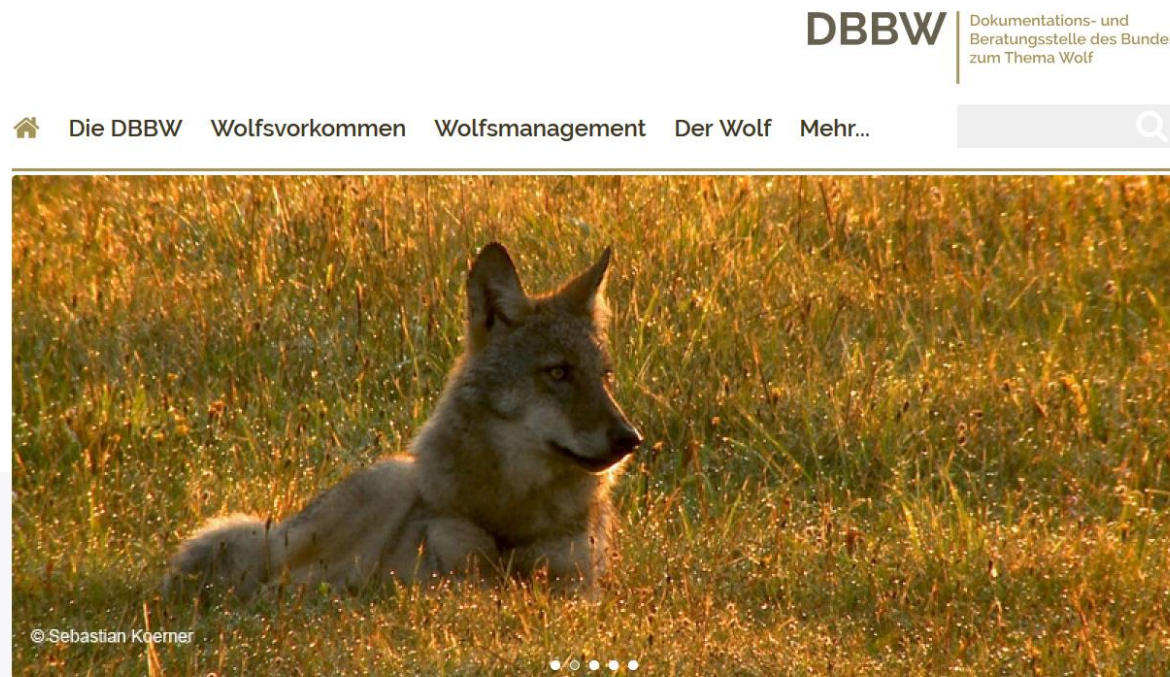 DBBW
Dokumentations- und
Beratungsstelle des Bunde
zum Thema Wolf
Die DBBW Wolfsvorkommen Wolfsmanagement Der Wolf Mehr...
© Sebastian Koerner